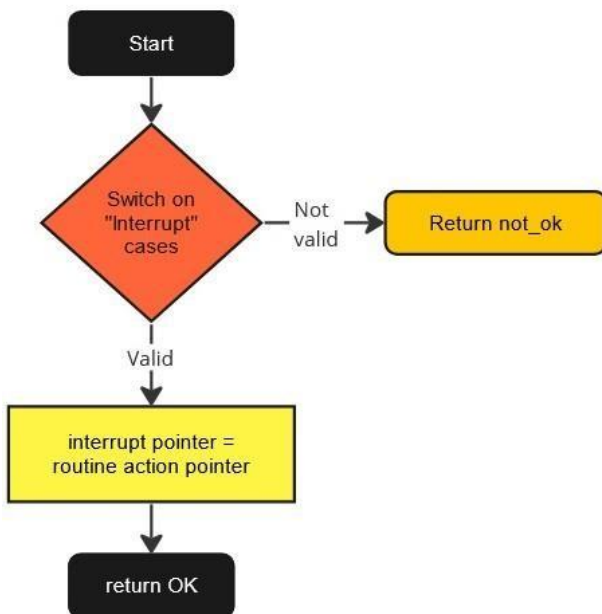 Start
Switch on
"Interrupt"
cases
Not
valid
Return not_ok
Valid
interrupt pointer =
routine action pointer
return OK